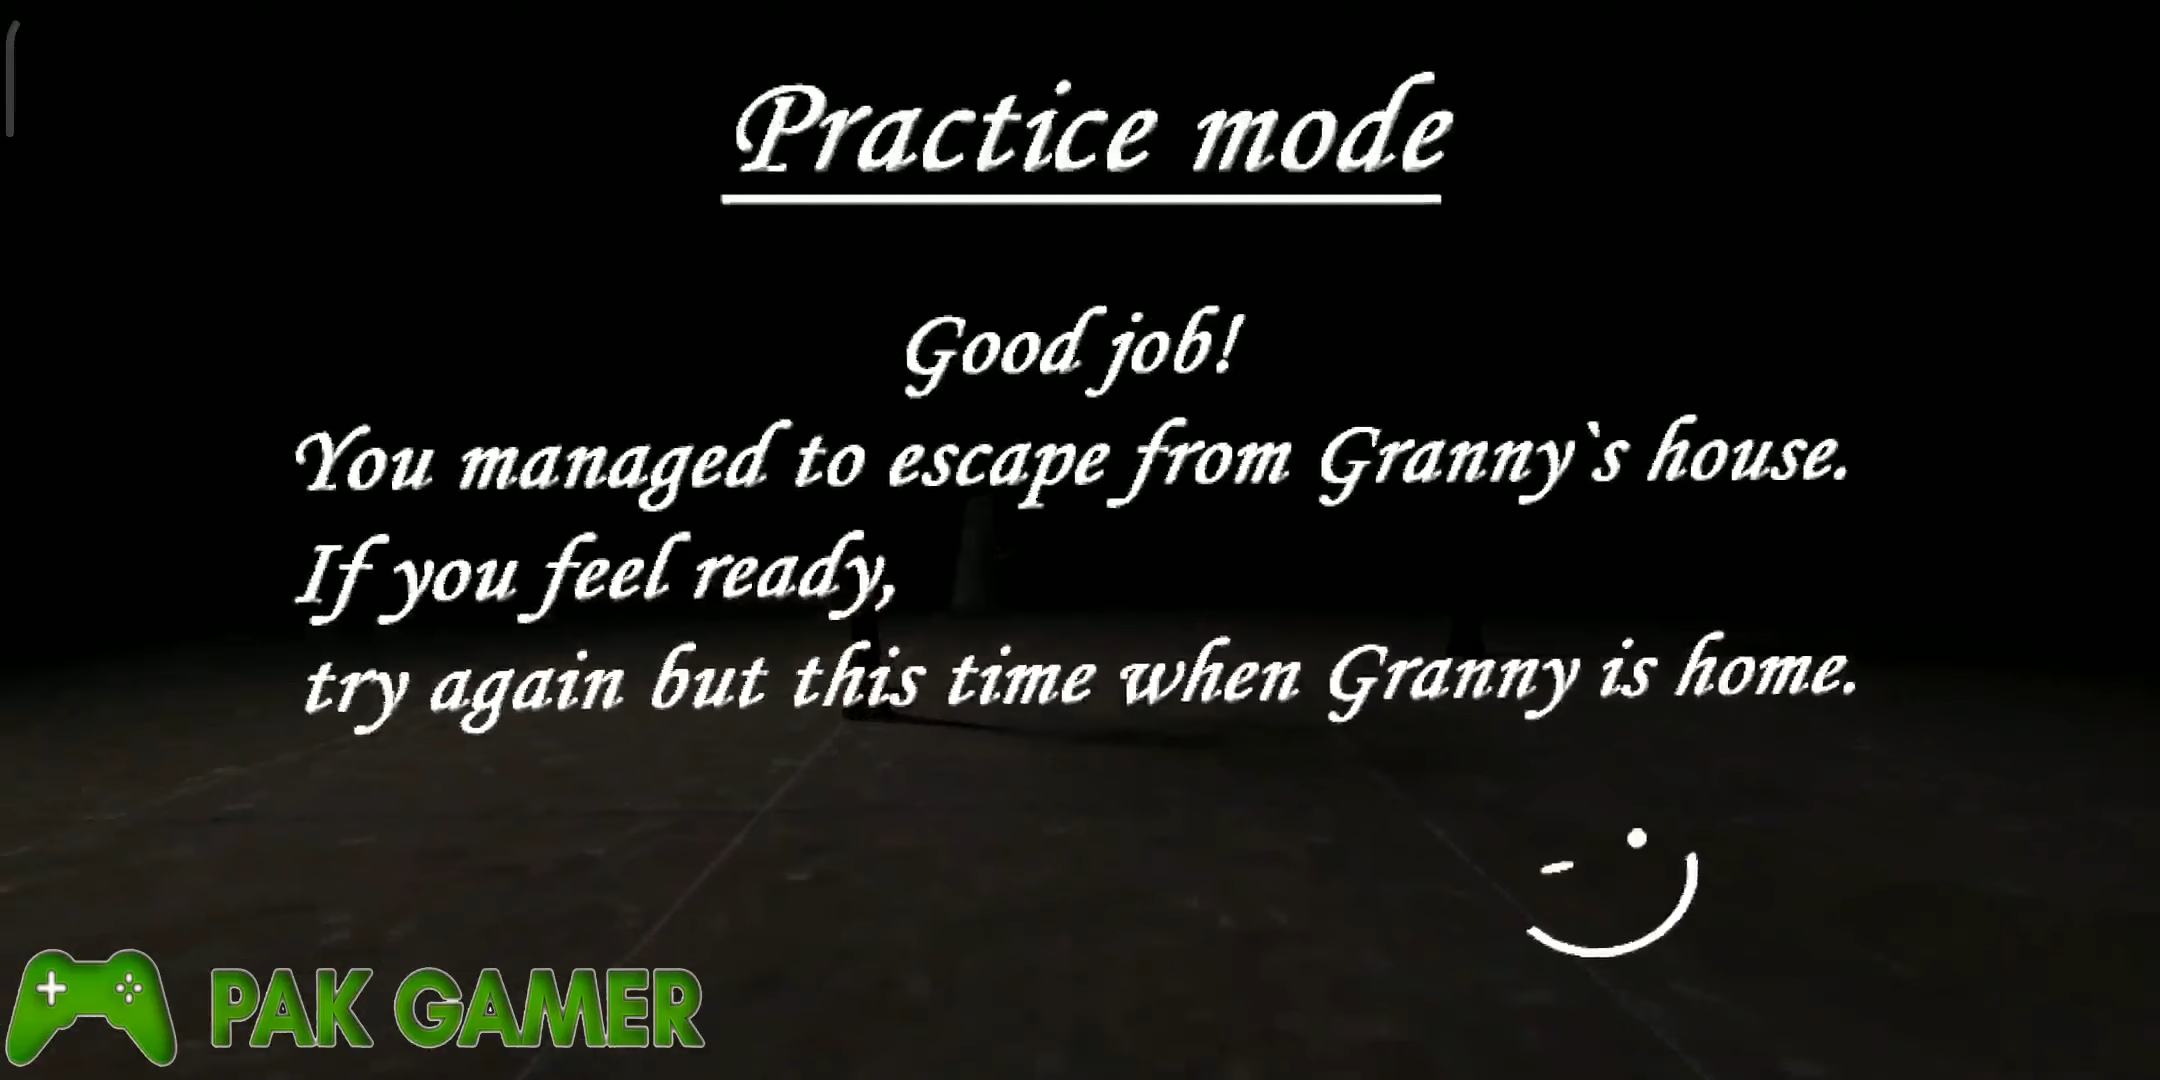 Practice mode
Good job!
You managed to escape from Granny`s house.
If you feel ready,
try again but this time when Granny is home.
PAK GAMER